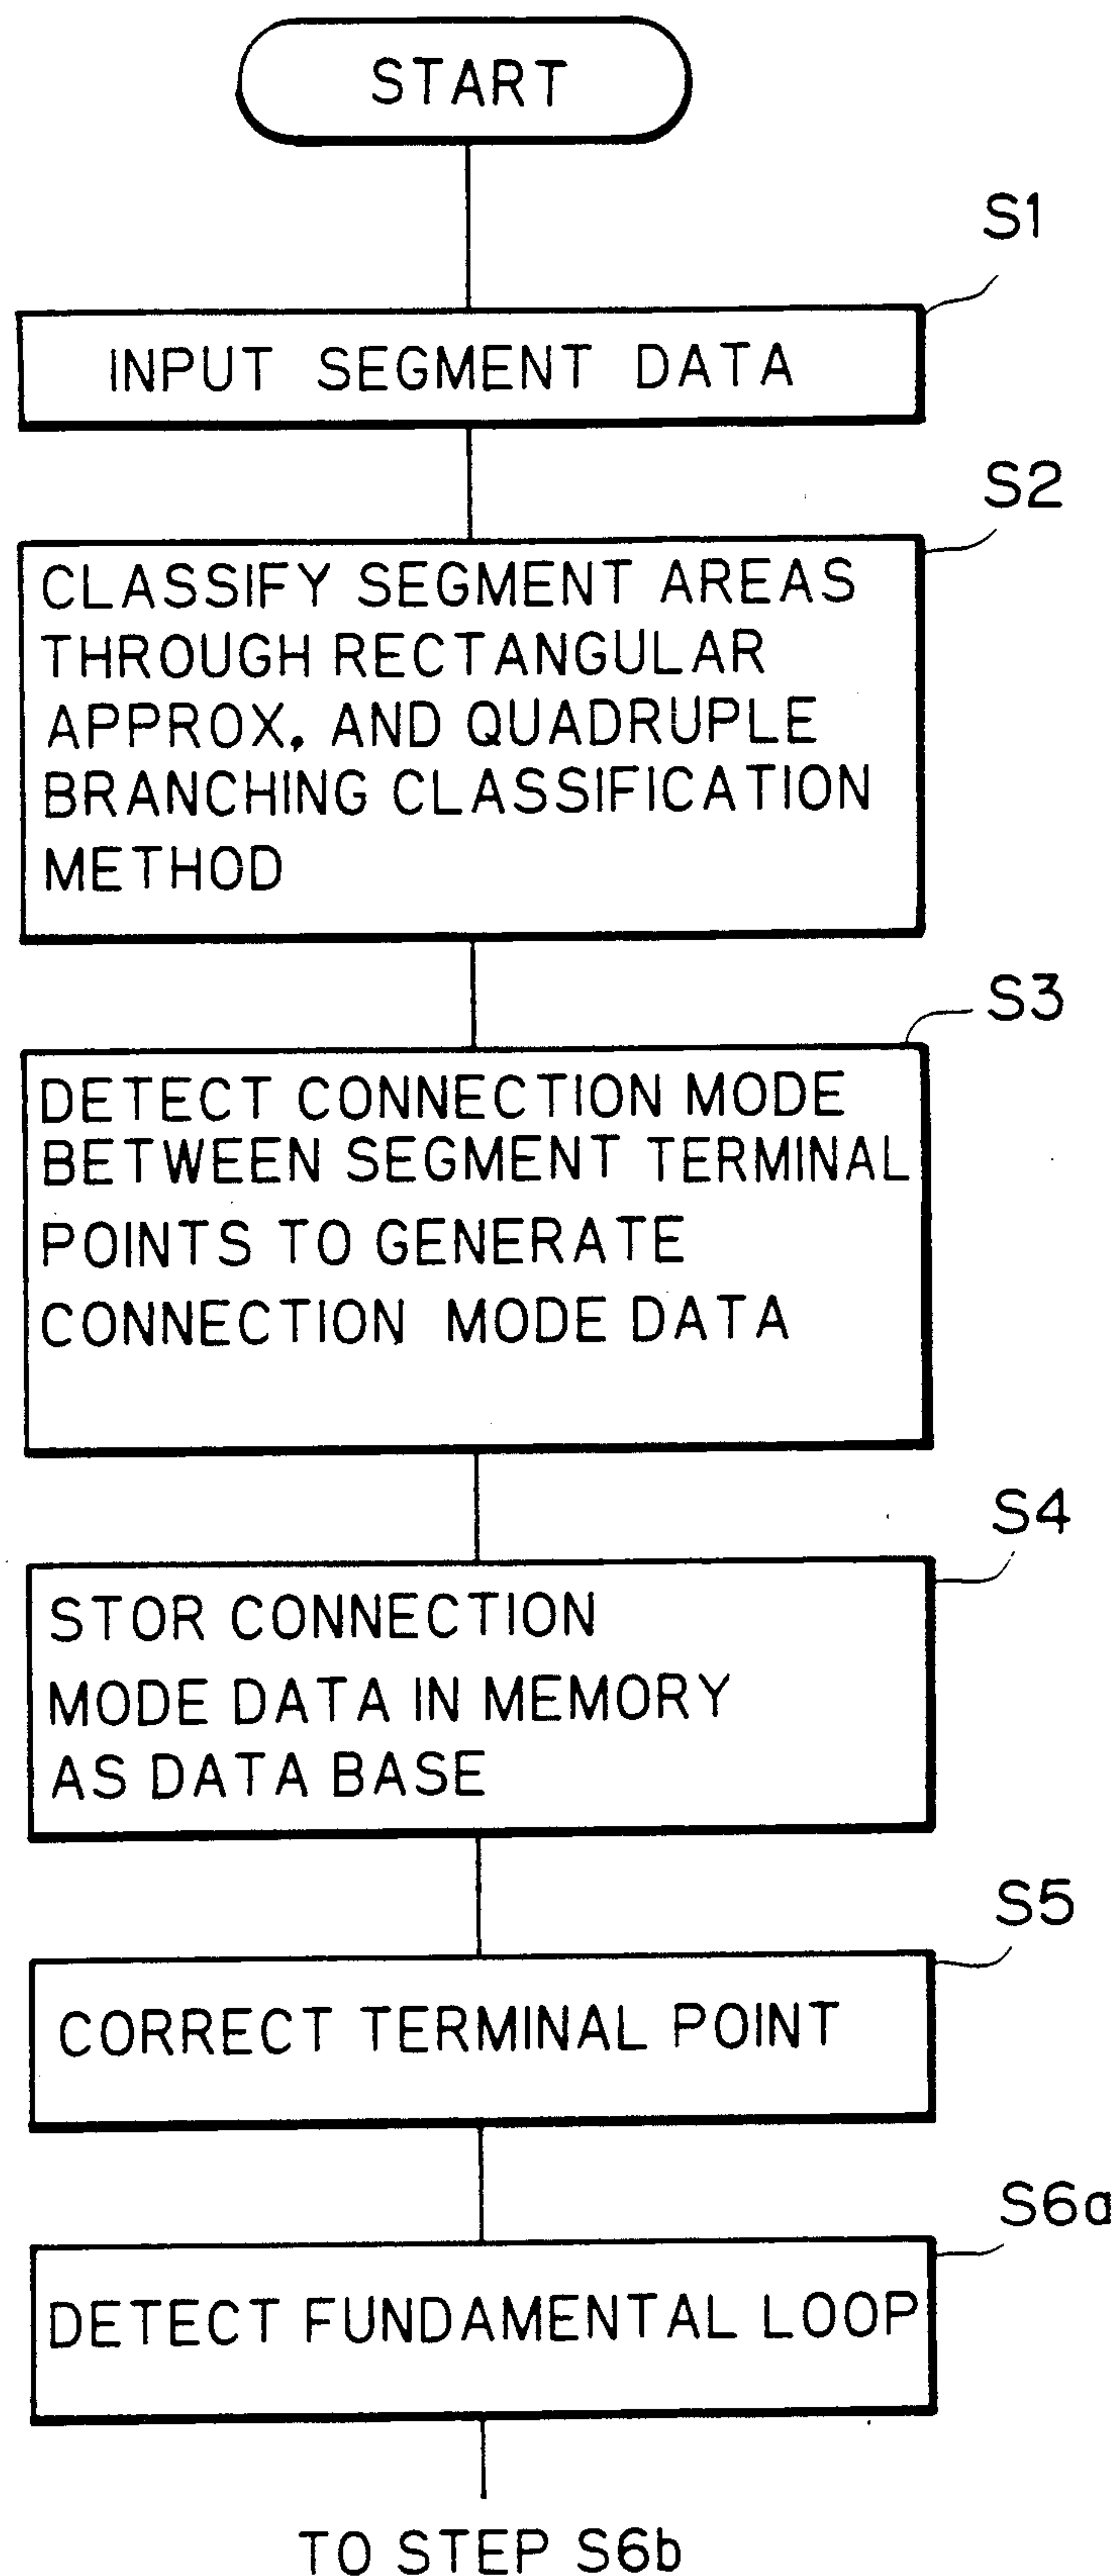 START
S1
INPUT SEGMENT DATA
S2
CLASSIFY SEGMENT AREAS
THROUGH RECTANGULAR
APPROX. AND QUADRUPLE
BRANCHING CLASSIFICATION
METHOD
S3
DETECT CONNECTION MODE
BETWEEN SEGMENT TERMINAL
POINTS TO GENERATE
CONNECTION MODE DATA
S4
STOR CONNECTION
MODE DATA IN MEMORY
AS DATA BASE
S5
CORRECT TERMINAL POINT
S6a
DETECT FUNDAMENTAL LOOP
TO STEP S6b